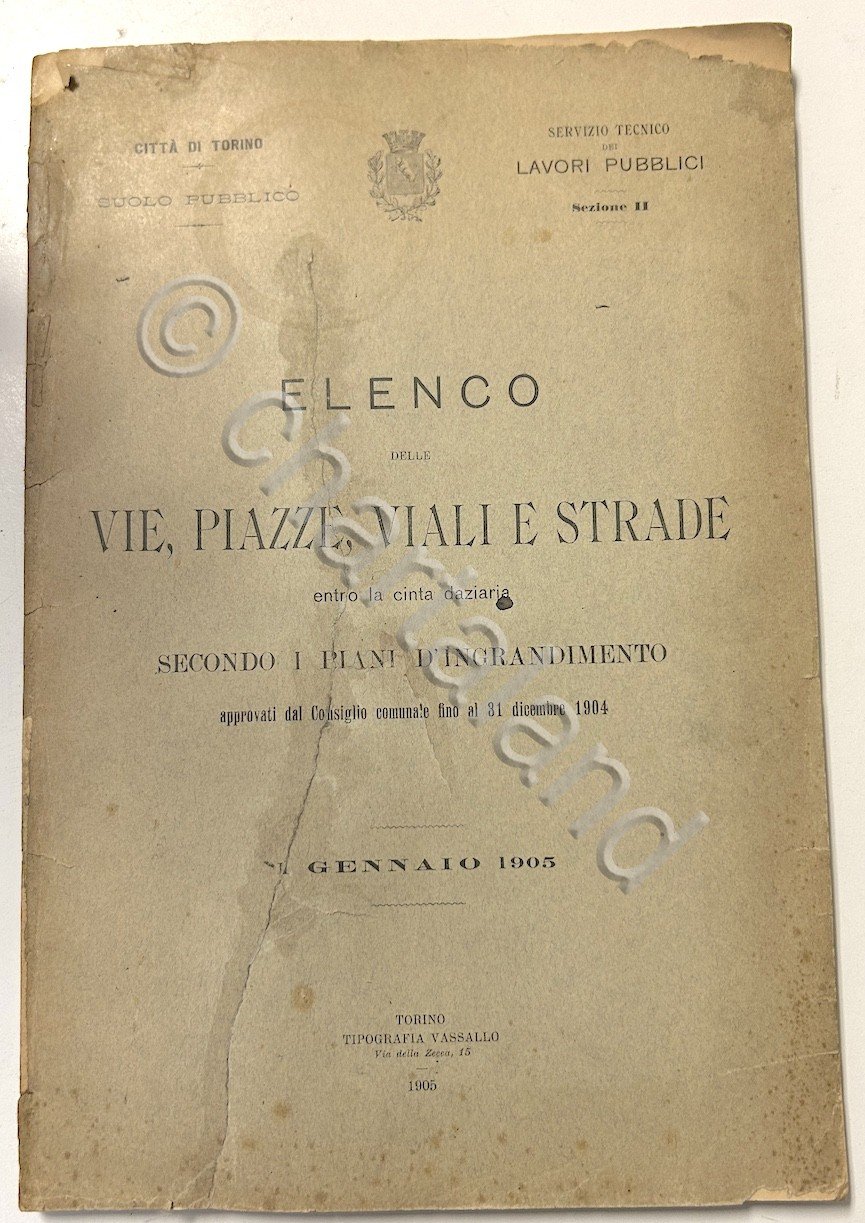 CITTÀ DI TORINO
SUOLO PUBBLICO
SERVIZIO TECNICO
DEI
LAVORI PUBBLICI
Sezione II
ELENCO
DELLE
VIE, PIAZZE, VIALI E STRADE
entro la cinta daziaria
SECONDO I PIANI D'INGRANDIMENTO
approvati dal Consiglio comunale fino al 31 dicembre 1904
GENNAIO 1905
TORINO
TIPOGRAFIA VASSALLO
Via della Zecca, 15
1905
© chartaland